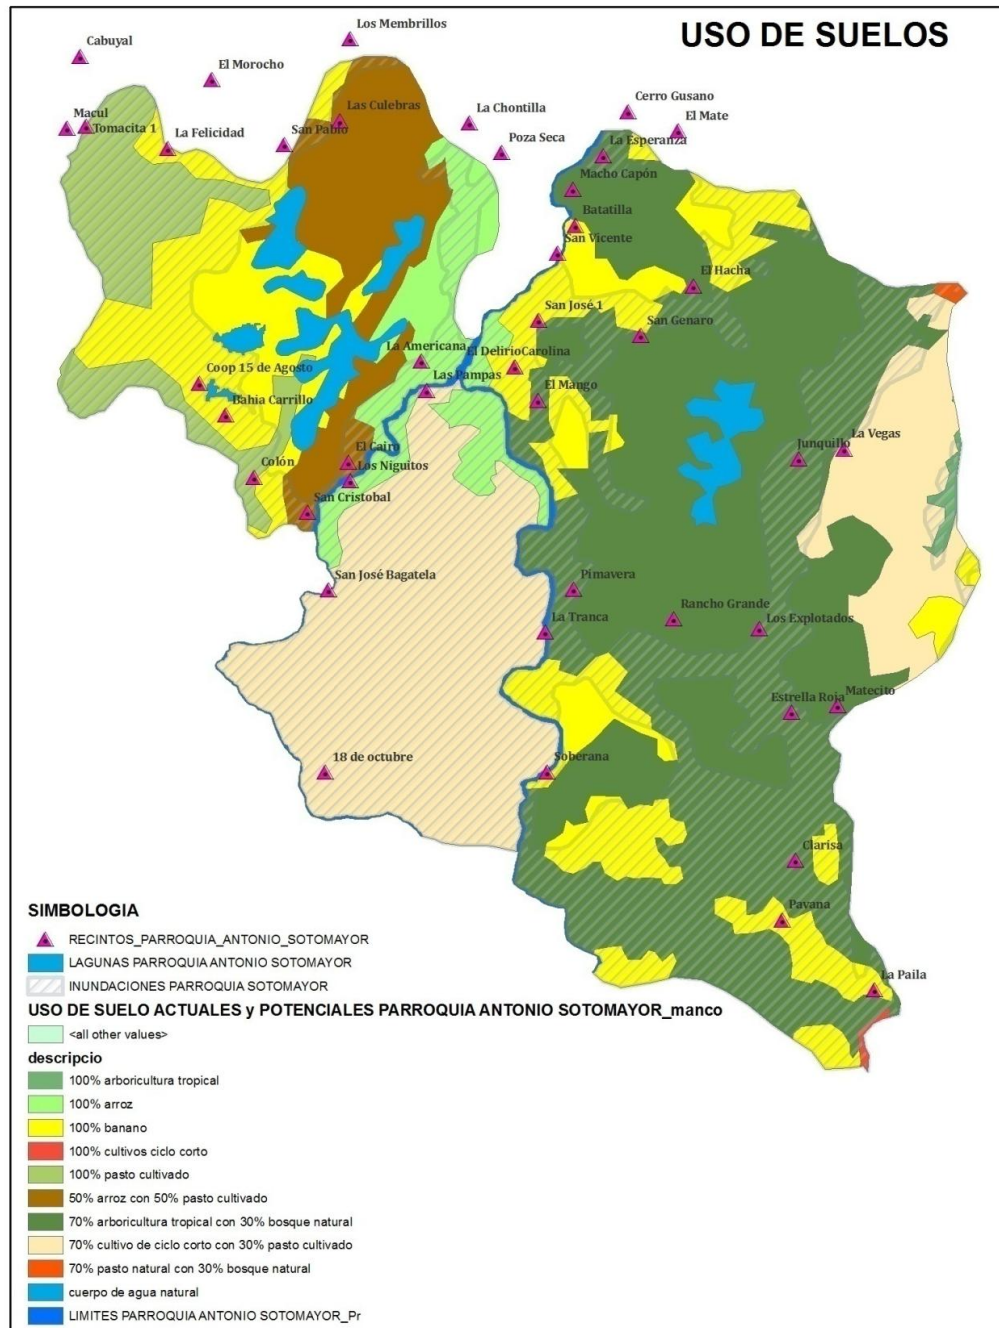 USO DE SUELOS
Los Membrillos
Cabuyal
El Morocho
Las Culebras
La Chontilla
Cerro Gusano
El Mate
Macul
Tomacita 1
La Felicidad
San Pablo
Poza Seca
La Esperanza
Macho Capón
Batatilla
San Vicente
El Hacha
San José 1
San Genaro
La Americana
El Delirio
Carolina
Coop 15 de Agosto
Las Pampas
El Mango
Bahia Carrillo
El Cairo
Junquillo
La Vegas
Colón
Los Niguitos
San Cristobal
San José Bagatela
Pimavera
La Tranca
Rancho Grande
Los Explotados
Estrella Roja
Matecito
18 de octubre
Soberana
Clarisa
Pavana
La Paila
SIMBOLOGIA
RECINTOS_PARROQUIA_ANTONIO_SOTOMAYOR
LAGUNAS PARROQUIA ANTONIO SOTOMAYOR
INUNDACIONES PARROQUIA SOTOMAYOR
USO DE SUELO ACTUALES y POTENCIALES PARROQUIA ANTONIO SOTOMAYOR_manco
<all other values>
descripcio
100% arboricultura tropical
100% arroz
100% banano
100% cultivos ciclo corto
100% pasto cultivado
50% arroz con 50% pasto cultivado
70% arboricultura tropical con 30% bosque natural
70% cultivo de ciclo corto con 30% pasto cultivado
70% pasto natural con 30% bosque natural
cuerpo de agua natural
LIMITES PARROQUIA ANTONIO SOTOMAYOR_Pr